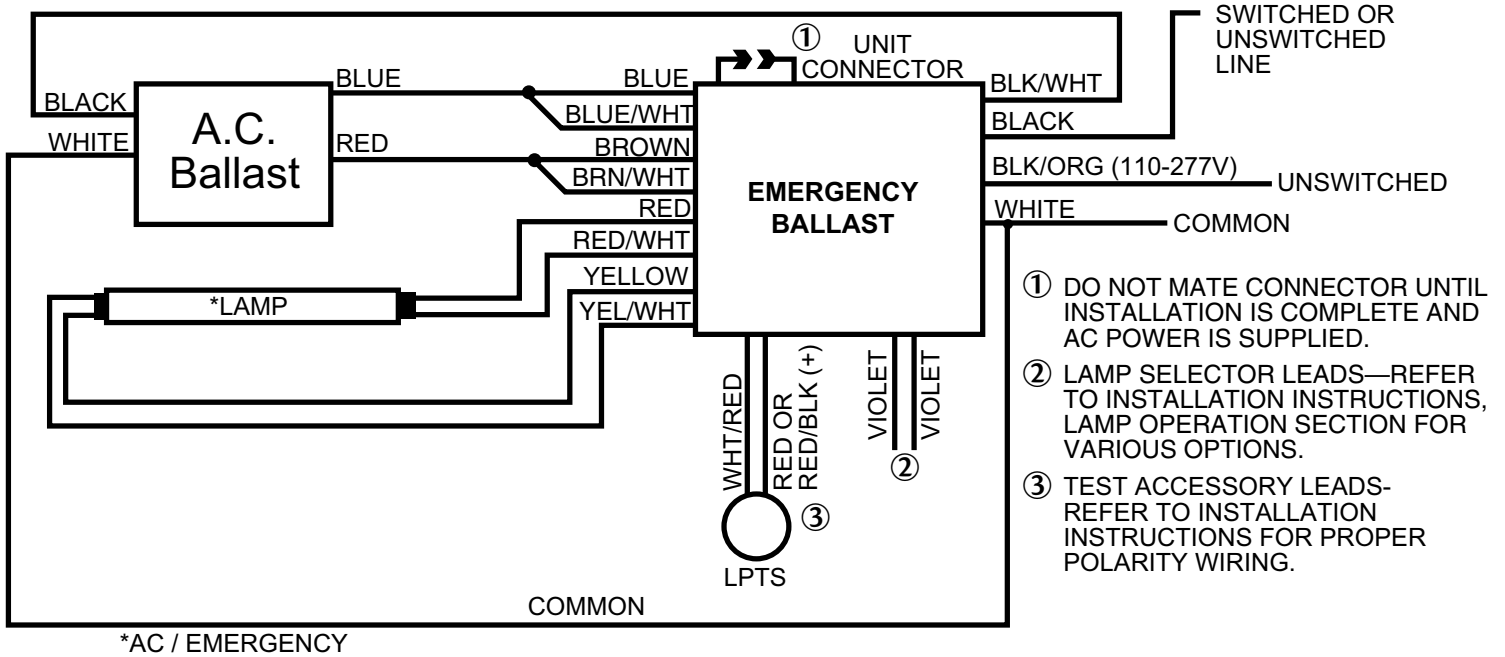 SWITCHED OR
UNSWITCHED
LINE
① UNIT
CONNECTOR
BLUE
BLUE
BLK/WHT
BLACK
BLUE/WHT
BLACK
A.C.
Ballast
WHITE
RED
BROWN
BLK/ORG (110-277V)
UNSWITCHED
BRN/WHT
EMERGENCY
BALLAST
RED
WHITE
COMMON
RED/WHT
YELLOW
*LAMP
YEL/WHT
① DO NOT MATE CONNECTOR UNTIL
INSTALLATION IS COMPLETE AND
AC POWER IS SUPPLIED.
WHT/RED
RED OR
RED/BLK (+)
VIOLET
VIOLET
②
② LAMP SELECTOR LEADS—REFER
TO INSTALLATION INSTRUCTIONS,
LAMP OPERATION SECTION FOR
VARIOUS OPTIONS.
③
LPTS
③ TEST ACCESSORY LEADS-
REFER TO INSTALLATION
INSTRUCTIONS FOR PROPER
POLARITY WIRING.
COMMON
*AC / EMERGENCY